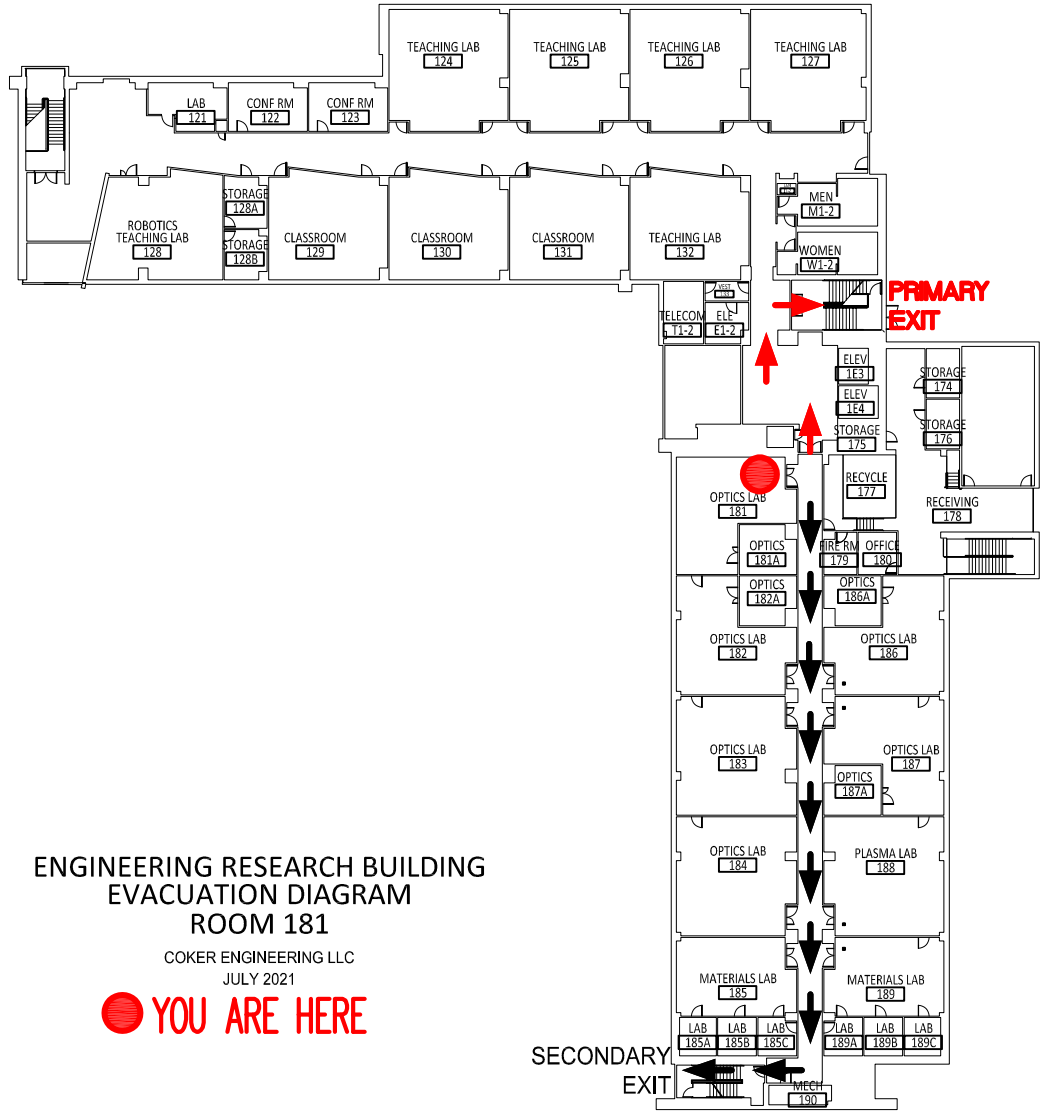 TEACHING LAB
124
TEACHING LAB
125
TEACHING LAB
126
TEACHING LAB
127
LAB
121
CONF RM
122
CONF RM
123
ROBOTICS
TEACHING LAB
128
STORAGE
128A
STORAGE
128B
CLASSROOM
129
CLASSROOM
130
CLASSROOM
131
TEACHING LAB
132
MEN
M1-2
WOMEN
W1-2
PRIMARY
EXIT
TELECOM
T1-2
VEST
133
ELE
E1-2
ELEV
1E3
ELEV
1E4
STORAGE
175
STORAGE
174
STORAGE
176
RECYCLE
177
RECEIVING
178
OPTICS LAB
181
OPTICS
181A
FIRE RM
179
OFFICE
180
OPTICS
182A
OPTICS
186A
OPTICS LAB
182
OPTICS LAB
186
OPTICS LAB
183
OPTICS LAB
187
OPTICS
187A
OPTICS LAB
184
PLASMA LAB
188
MATERIALS LAB
185
MATERIALS LAB
189
LAB
185A
LAB
185B
LAB
185C
LAB
189A
LAB
189B
LAB
189C
SECONDARY
EXIT
MECH
190
ENGINEERING RESEARCH BUILDING
EVACUATION DIAGRAM
ROOM 181
COKER ENGINEERING LLC
JULY 2021
YOU ARE HERE